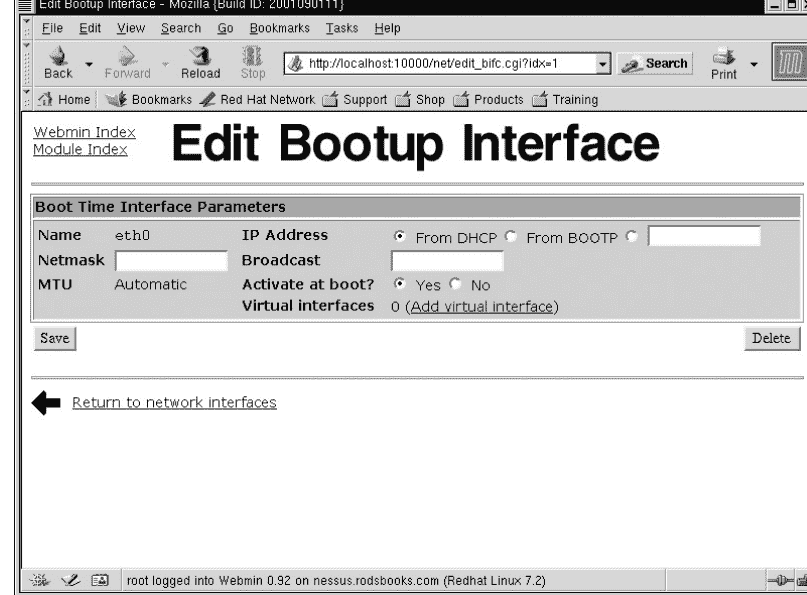 Edit Bootup Interface - Mozilla {Build ID: 2001090111}
File Edit View Search Go Bookmarks Tasks Help
Back Forward Reload Stop http://localhost:10000/net/edit_bifc.cgi?idx=1 Search Print
Home Bookmarks Red Hat Network Support Shop Products Training
Webmin Index
Module Index
Edit Bootup Interface
Boot Time Interface Parameters
Name eth0 IP Address From DHCP From BOOTP
Netmask Broadcast
MTU Automatic Activate at boot? Yes No
Virtual interfaces 0 (Add virtual interface)
Save Delete
Return to network interfaces
root logged into Webmin 0.92 on nessus.rodsbooks.com (Redhat Linux 7.2)